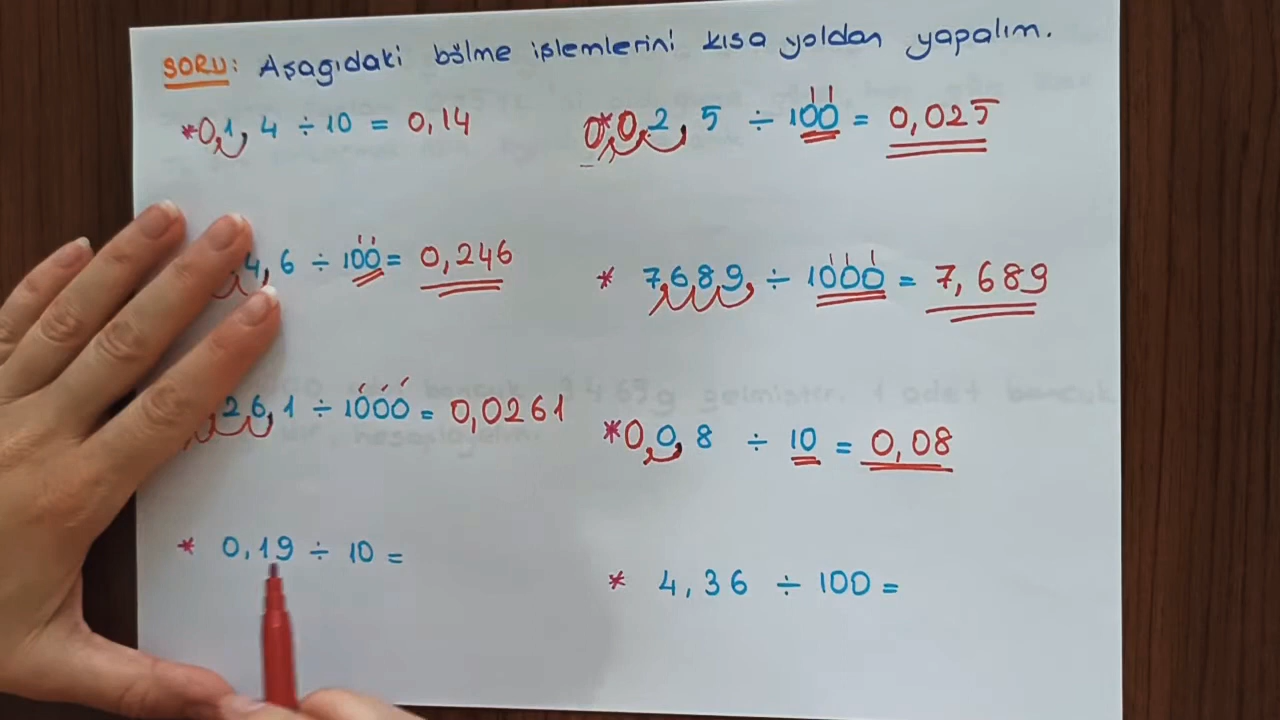 SORU: Aşağıdaki bölme işlemlerini kısa yoldan yapalım.
* 0,1,4 ÷ 10 = 0,14
* 0,0,2,5 ÷ 100 = 0,025
4,6 ÷ 100 = 0,246
* 7,6,8,9 ÷ 1000 = 7,689
26,1 ÷ 1000 = 0,0261
* 0,0,8 ÷ 10 = 0,08
* 0,19 ÷ 10 =
* 4,36 ÷ 100 =